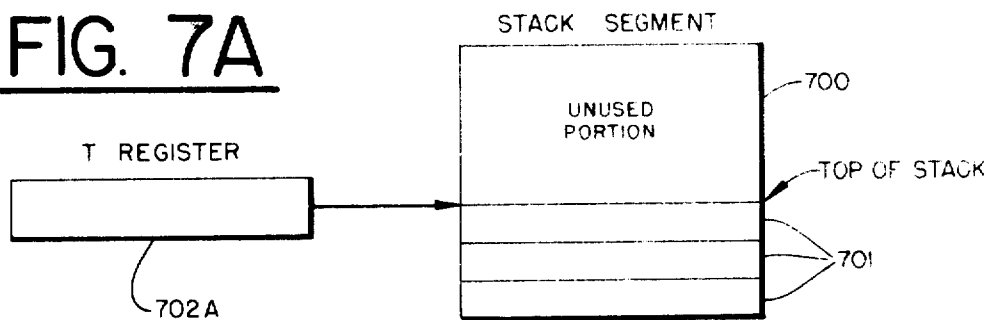 FIG. 7A
STACK SEGMENT
700
UNUSED
PORTION
T REGISTER
TOP OF STACK
701
702A